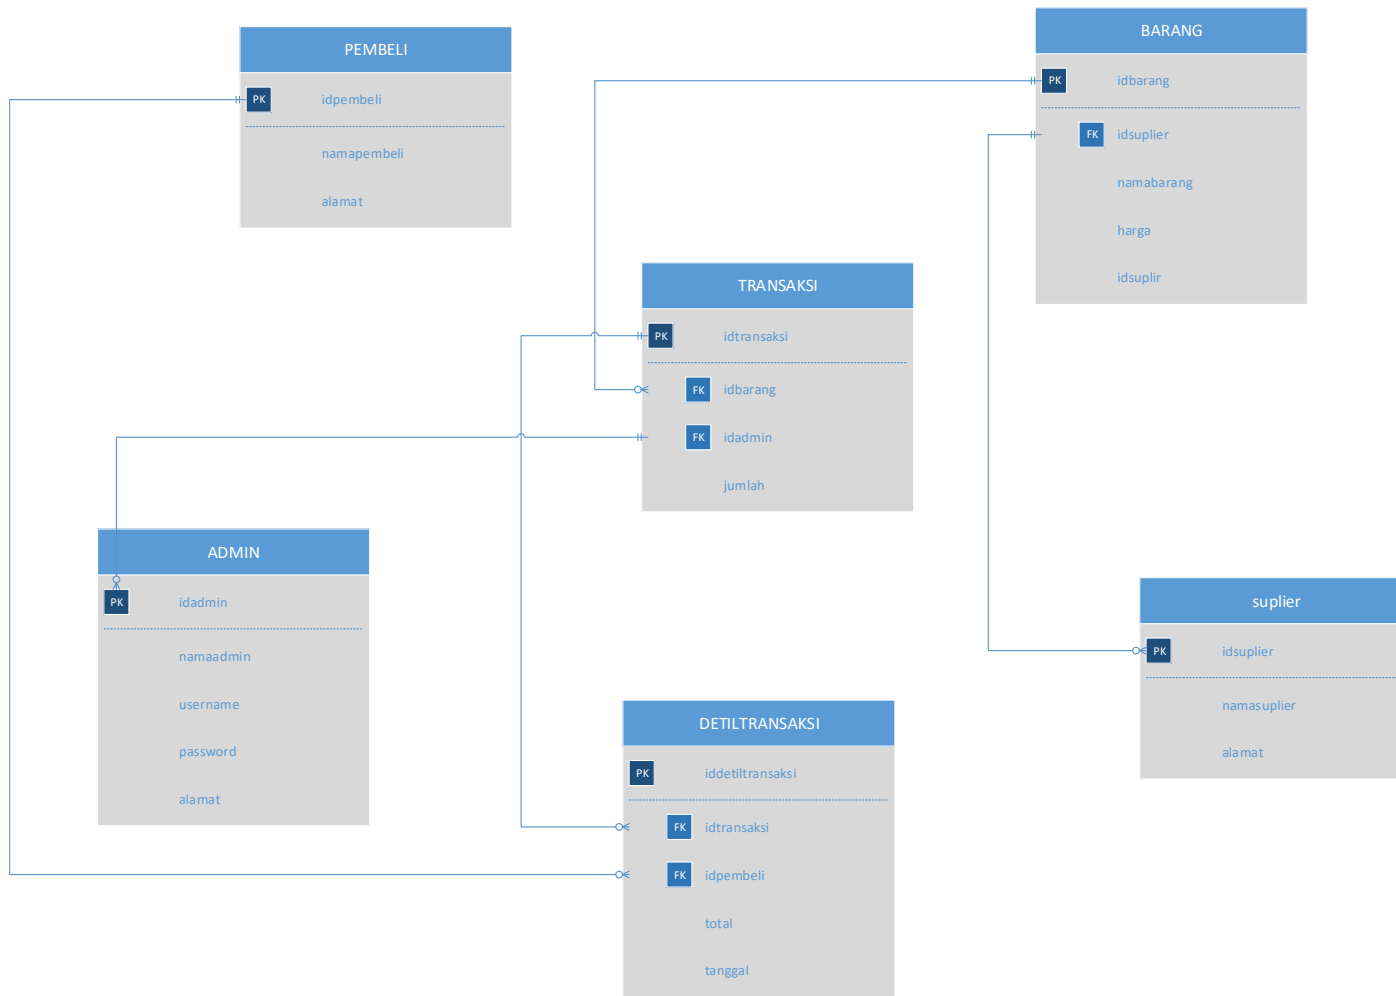 PEMBELI
PK idpembeli
namapembeli
alamat
BARANG
PK idbarang
FK idsuplier
namabarang
harga
idsuplir
TRANSAKSI
PK idtransaksi
FK idbarang
FK idadmin
jumlah
ADMIN
PK idadmin
namaadmin
username
password
alamat
suplier
PK idsuplier
namasuplier
alamat
DETILTRANSAKSI
PK iddetiltransaksi
FK idtransaksi
FK idpembeli
total
tanggal